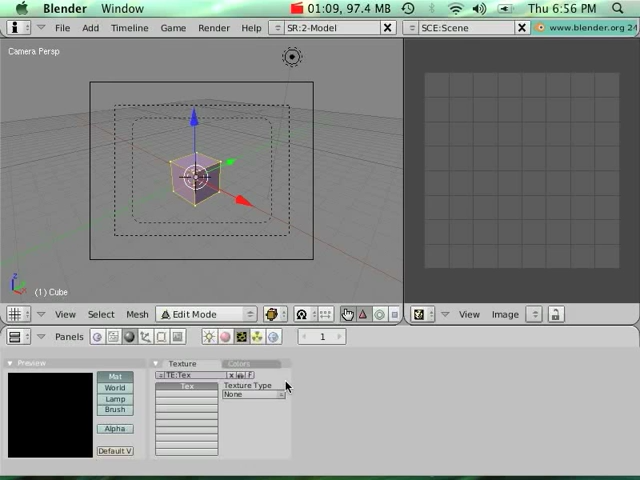 Blender Window 01:09, 97.4 MB Thu 6:56 PM
File Add Timeline Game Render Help SR:2-Model SCE:Scene www.blender.org 24
Camera Persp
z
(1) Cube
View Select Mesh Edit Mode View Image
Panels 1
Preview Texture Colors
Mat World Lamp Brush Alpha Default V
TE:Tex X F
Tex Texture Type
None